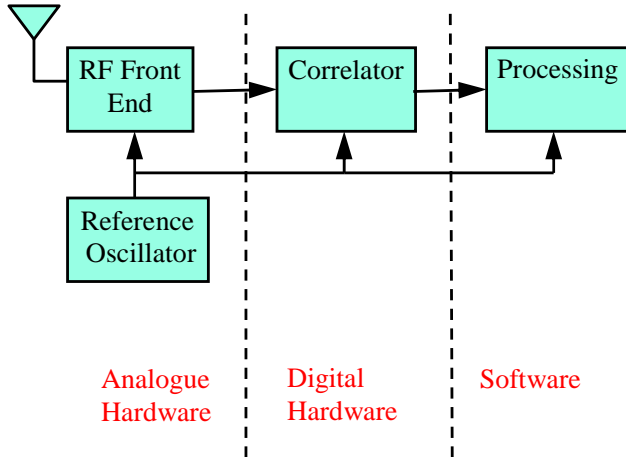 RF Front
End
Correlator
Processing
Reference
Oscillator
Analogue
Hardware
Digital
Hardware
Software